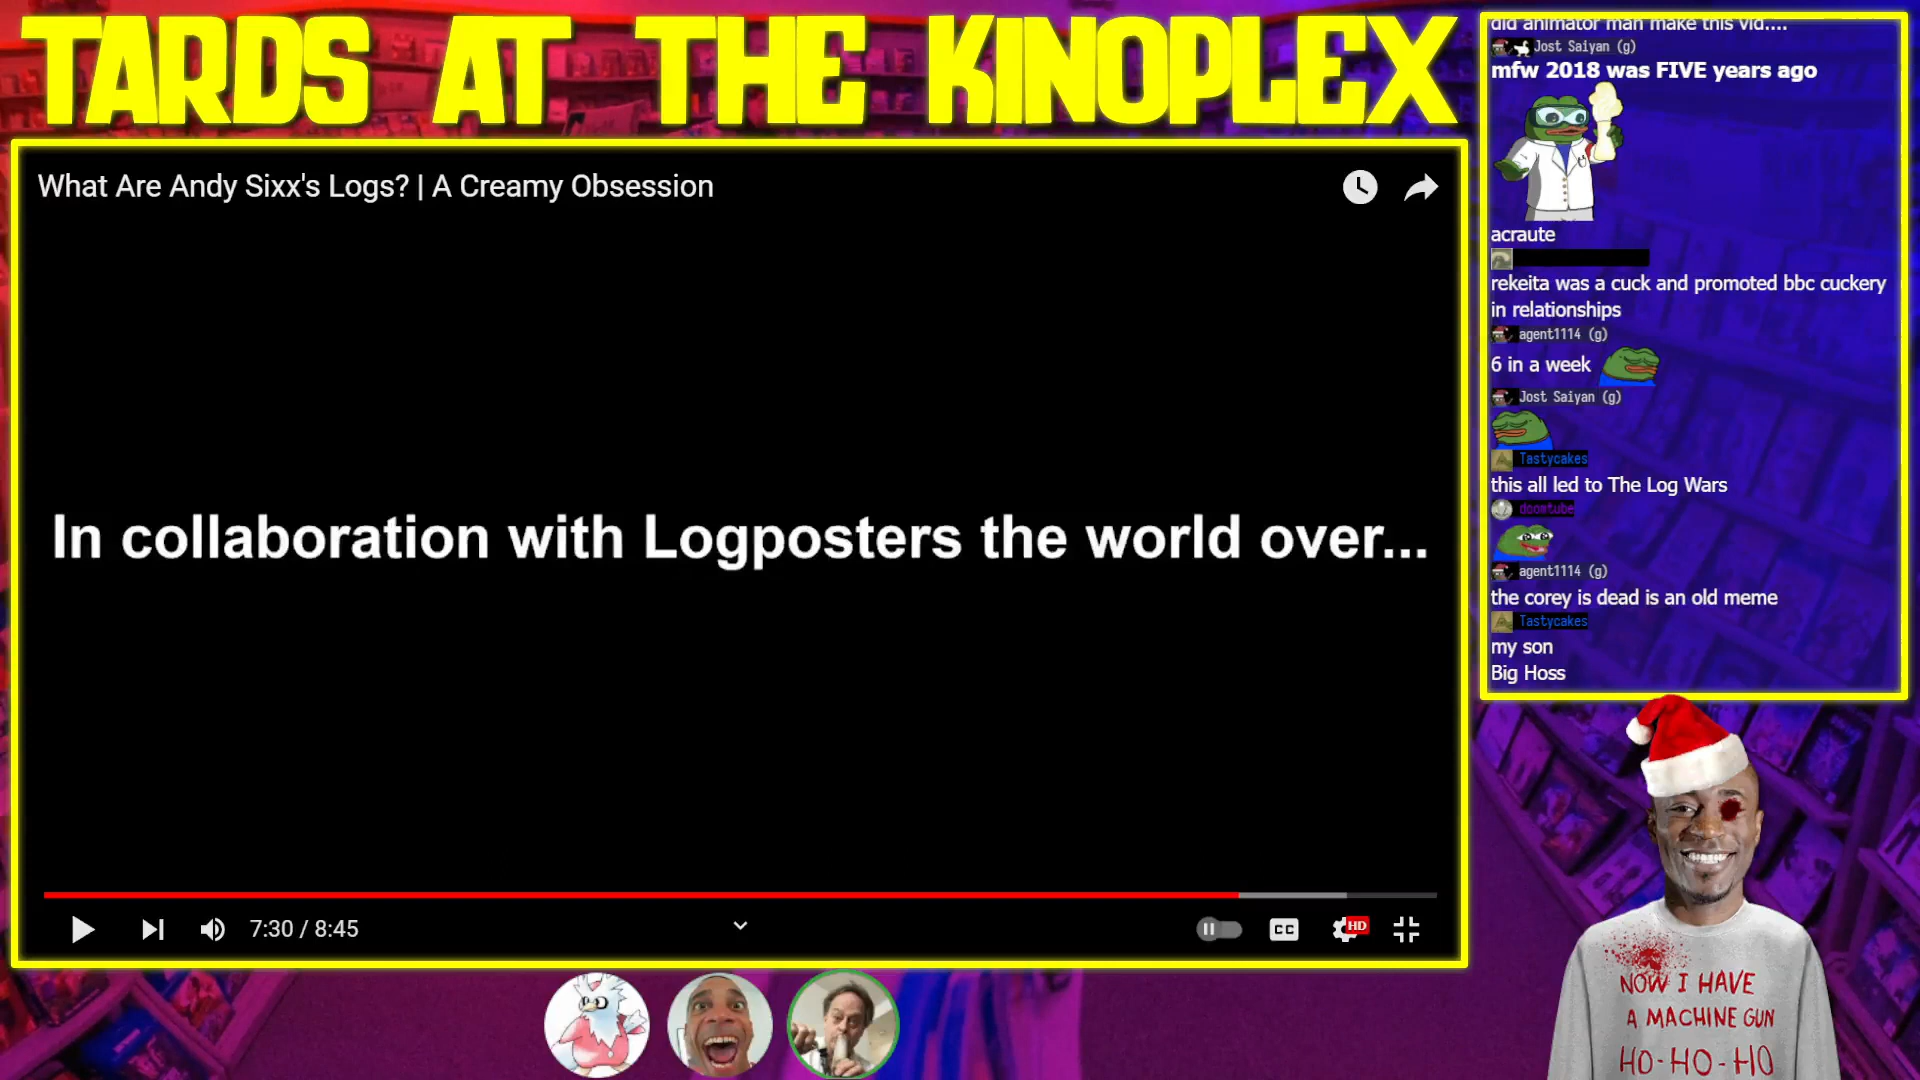 TARDS AT THE KINOPLEX
What Are Andy Sixx's Logs? | A Creamy Obsession
In collaboration with Logposters the world over...
7:30 / 8:45
CC
HD
did animator man make this vid....
Jost Saiyan (g)
mfw 2018 was FIVE years ago
acraute
rekeita was a cuck and promoted bbc cuckery
in relationships
agent1114 (g)
6 in a week
Jost Saiyan (g)
Tastycakes
this all led to The Log Wars
doomtube
agent1114 (g)
the corey is dead is an old meme
Tastycakes
my son
Big Hoss
NOW I HAVE
A MACHINE GUN
HO-HO-HO